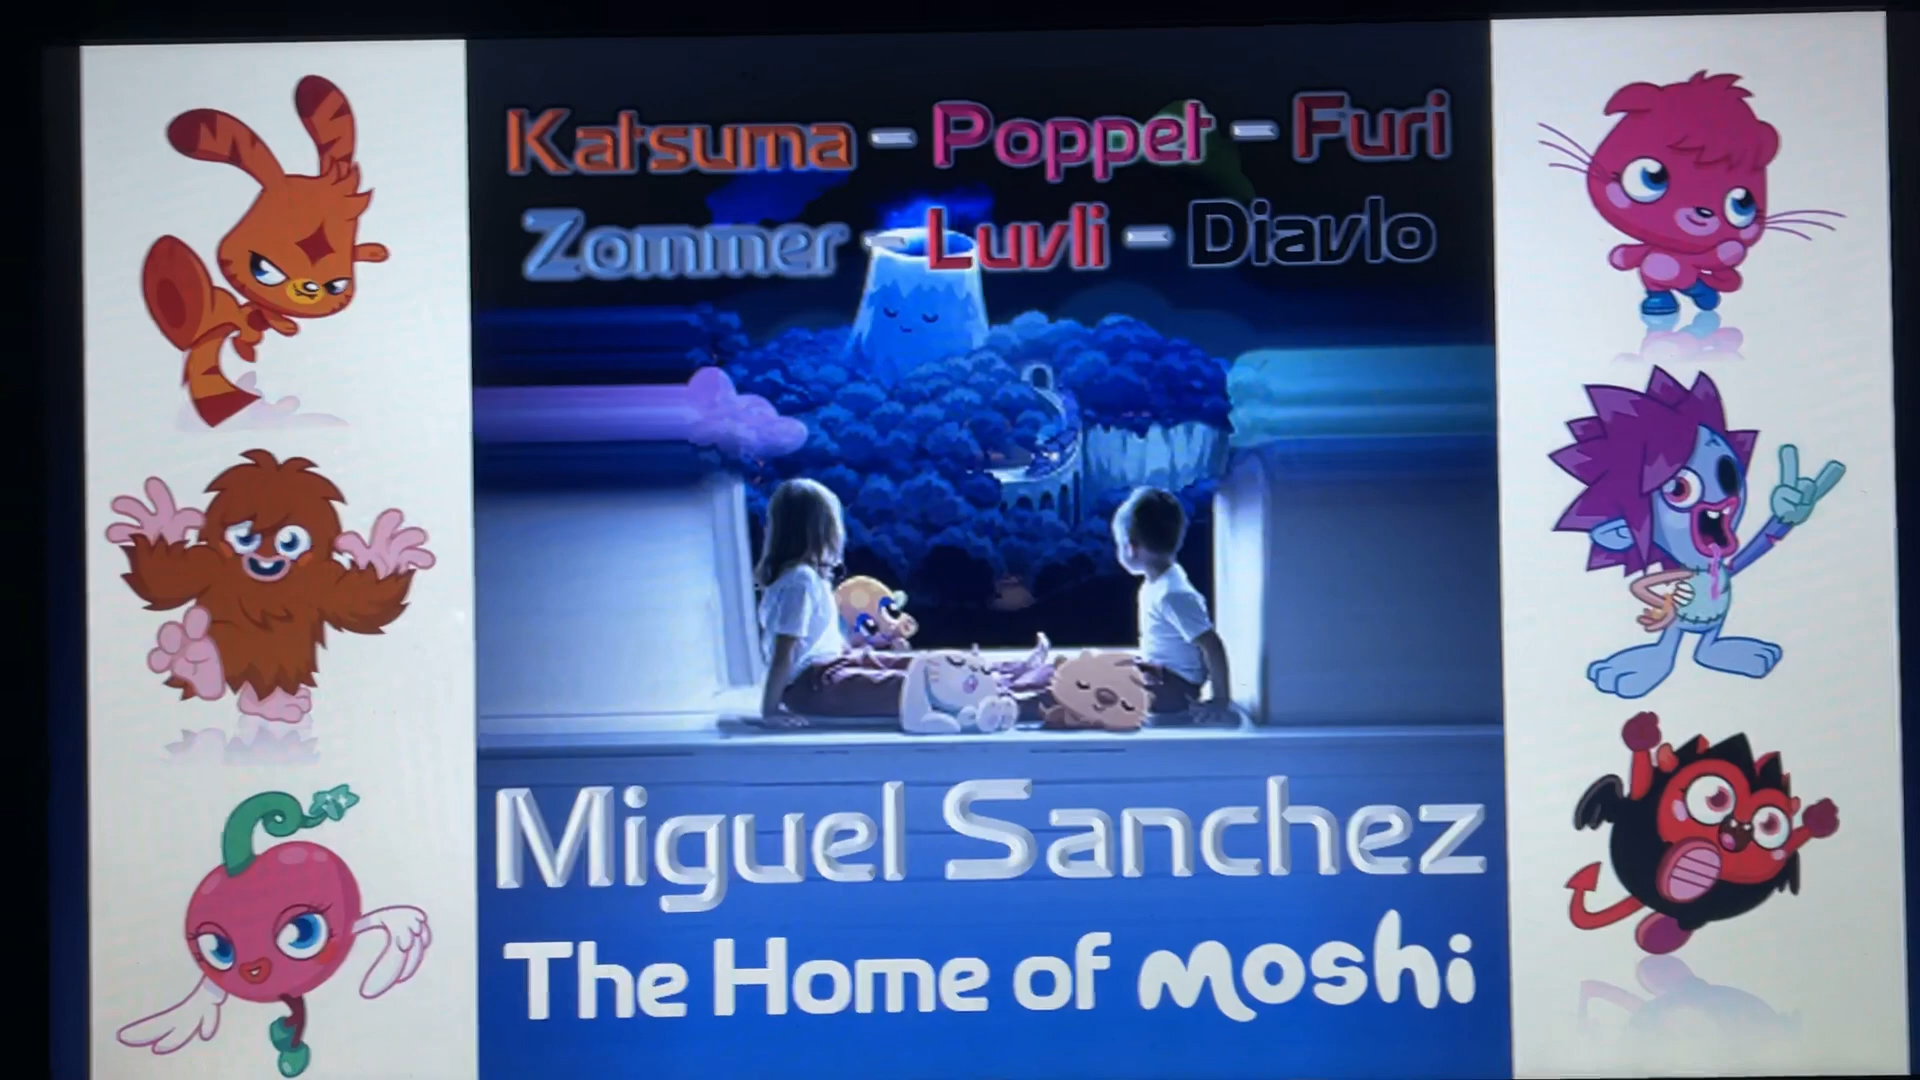 Katsuma - Poppet - Furi
Zommer - Luvli - Diavlo
Miguel Sanchez
The Home of moshi